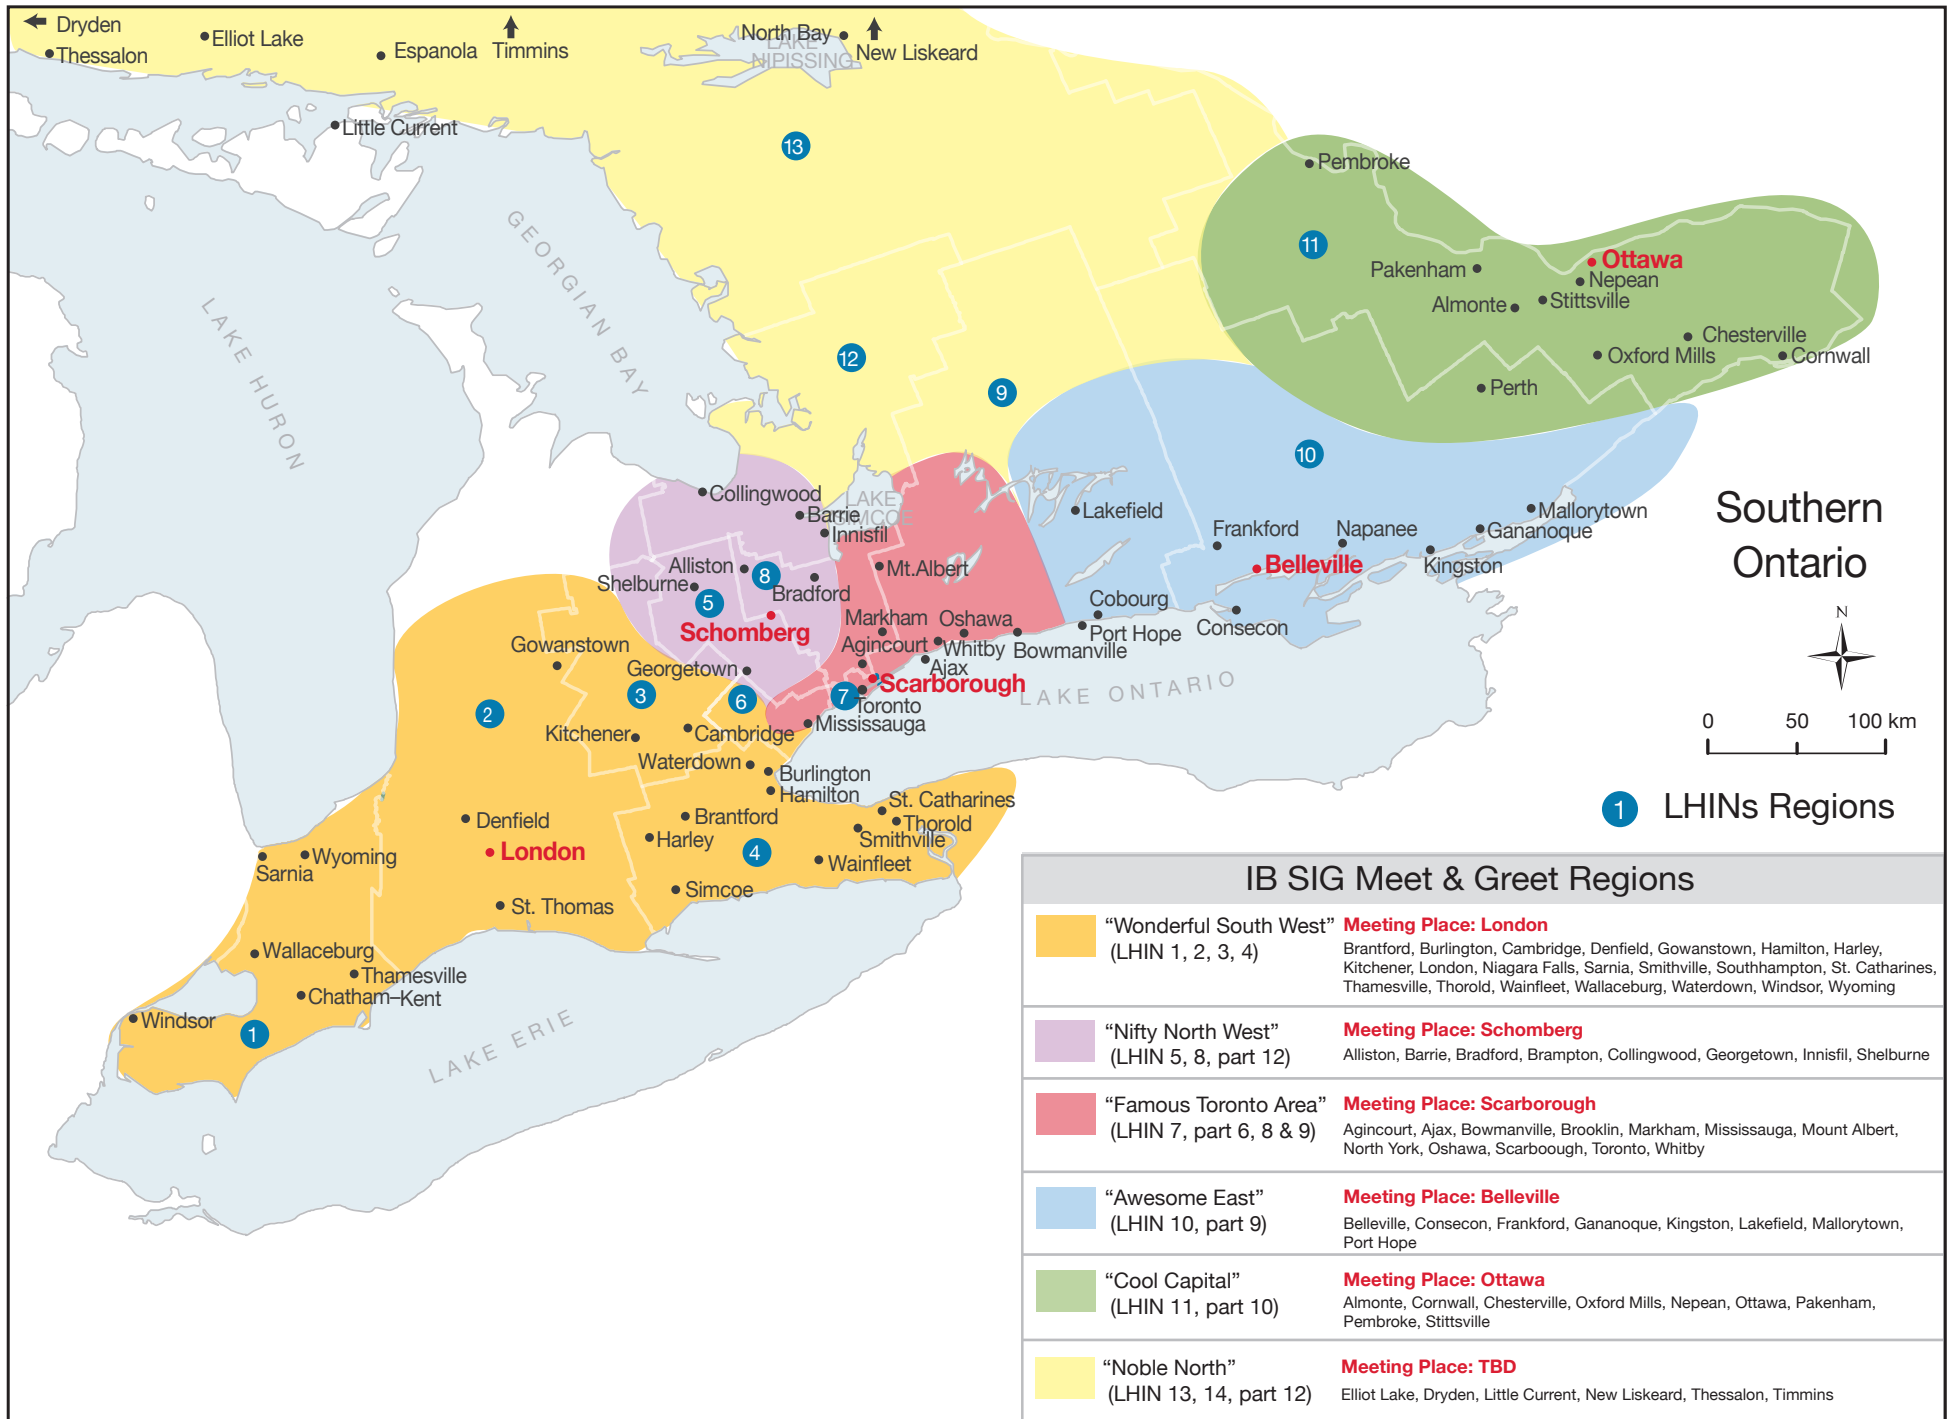 Dryden
Thessalon
Elliot Lake
Espanola
Timmins
North Bay
LAKE
NIPISSING
New Liskeard
Little Current
13
Pembroke
GEORGIAN BAY
11
Pakenham
Ottawa
Nepean
Almonte
Stittsville
LAKE HURON
Chesterville
Oxford Mills
Cornwall
12
9
Perth
10
Collingwood
LAKE
SIMCOE
Barrie
Innisfil
Lakefield
Mallorytown
Gananoque
Frankford
Napanee
Kingston
Belleville
Southern
Ontario
Alliston
8
Mt.Albert
Shelburne
5
Bradford
Schomberg
Markham
Oshawa
Cobourg
Port Hope
Consecon
N
Gowanstown
Agincourt
Whitby
Bowmanville
Georgetown
Ajax
Scarborough
LAKE ONTARIO
2
3
6
7
Toronto
Mississauga
0 50 100 km
Kitchener
Cambridge
Waterdown
Burlington
Hamilton
St. Catharines
Thorold
Smithville
1 LHINs Regions
Denfield
Brantford
Harley
4
Wainfleet
London
Wyoming
Sarnia
Simcoe
St. Thomas
Wallaceburg
Thamesville
Chatham–Kent
Windsor
1
LAKE ERIE
IB SIG Meet & Greet Regions
“Wonderful South West”
(LHIN 1, 2, 3, 4)
Meeting Place: London
Brantford, Burlington, Cambridge, Denfield, Gowanstown, Hamilton, Harley,
Kitchener, London, Niagara Falls, Sarnia, Smithville, Southhampton, St. Catharines,
Thamesville, Thorold, Wainfleet, Wallaceburg, Waterdown, Windsor, Wyoming
“Nifty North West”
(LHIN 5, 8, part 12)
Meeting Place: Schomberg
Alliston, Barrie, Bradford, Brampton, Collingwood, Georgetown, Innisfil, Shelburne
“Famous Toronto Area”
(LHIN 7, part 6, 8 & 9)
Meeting Place: Scarborough
Agincourt, Ajax, Bowmanville, Brooklin, Markham, Mississauga, Mount Albert,
North York, Oshawa, Scarboough, Toronto, Whitby
“Awesome East”
(LHIN 10, part 9)
Meeting Place: Belleville
Belleville, Consecon, Frankford, Gananoque, Kingston, Lakefield, Mallorytown,
Port Hope
“Cool Capital”
(LHIN 11, part 10)
Meeting Place: Ottawa
Almonte, Cornwall, Chesterville, Oxford Mills, Nepean, Ottawa, Pakenham,
Pembroke, Stittsville
“Noble North”
(LHIN 13, 14, part 12)
Meeting Place: TBD
Elliot Lake, Dryden, Little Current, New Liskeard, Thessalon, Timmins